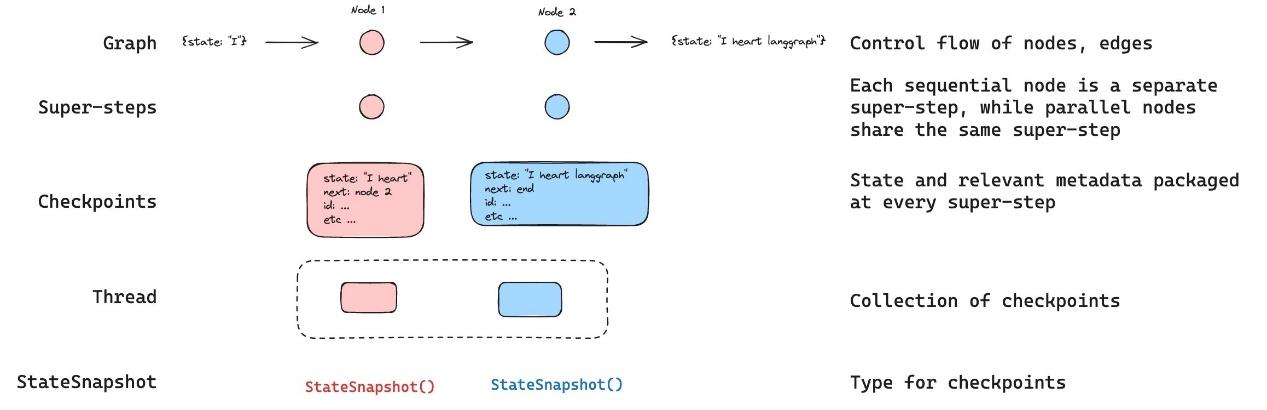 Node 1
Node 2
Graph
{state: "I"}
{state: "I heart langgraph"}
Control flow of nodes, edges
Super-steps
Each sequential node is a separate
super-step, while parallel nodes
share the same super-step
Checkpoints
state: "I heart"
next: node 2
id: ...
etc ...
state: "I heart langgraph"
next: end
id: ...
etc ...
State and relevant metadata packaged
at every super-step
Thread
Collection of checkpoints
StateSnapshot
StateSnapshot()
StateSnapshot()
Type for checkpoints